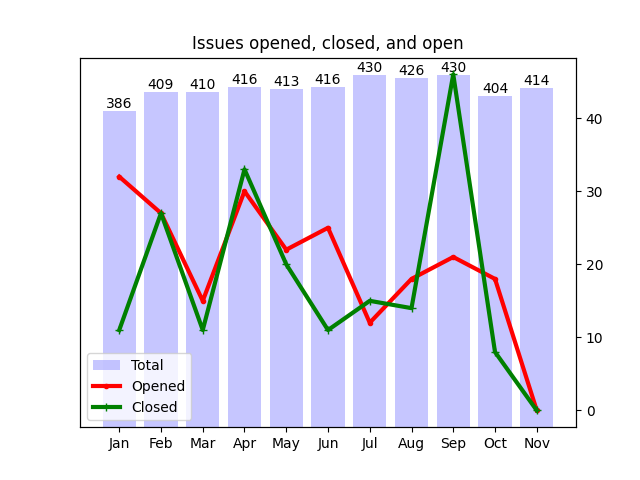 Issues opened, closed, and open
386 409 410 416 413 416 430 426 430 404 414
40
30
20
10
0
Total
Opened
Closed
Jan Feb Mar Apr May Jun Jul Aug Sep Oct Nov